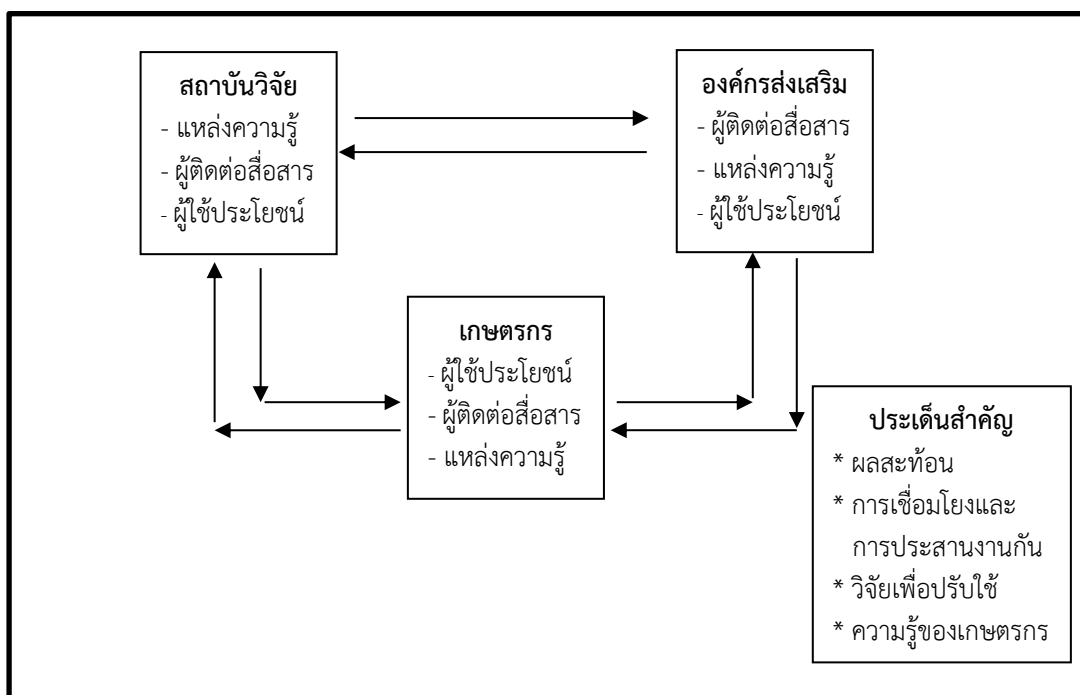 สถาบันวิจัย
- แหล่งความรู้
- ผู้ติดต่อสื่อสาร
- ผู้ใช้ประโยชน์
องค์กรส่งเสริม
- ผู้ติดต่อสื่อสาร
- แหล่งความรู้
- ผู้ใช้ประโยชน์
เกษตรกร
- ผู้ใช้ประโยชน์
- ผู้ติดต่อสื่อสาร
- แหล่งความรู้
ประเด็นสำคัญ
* ผลสะท้อน
* การเชื่อมโยงและ
การประสานงานกัน
* วิจัยเพื่อปรับใช้
* ความรู้ของเกษตรกร